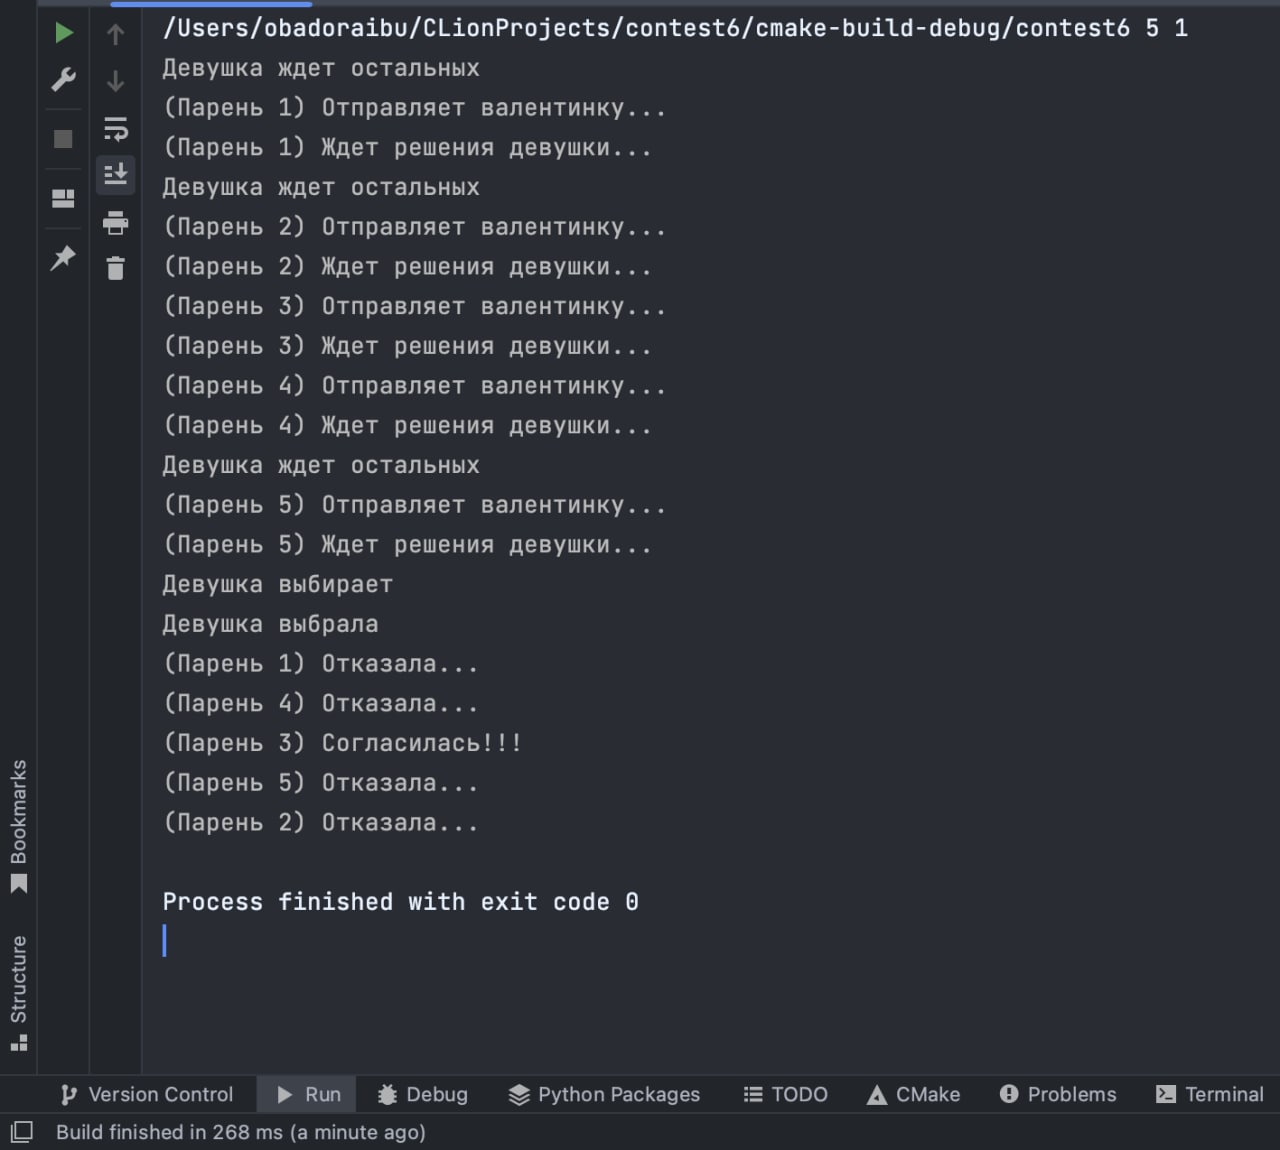 /Users/obadoraibu/CLionProjects/contest6/cmake-build-debug/contest6 5 1
Девушка ждет остальных
(Парень 1) Отправляет валентинку...
(Парень 1) Ждет решения девушки...
Девушка ждет остальных
(Парень 2) Отправляет валентинку...
(Парень 2) Ждет решения девушки...
(Парень 3) Отправляет валентинку...
(Парень 3) Ждет решения девушки...
(Парень 4) Отправляет валентинку...
(Парень 4) Ждет решения девушки...
Девушка ждет остальных
(Парень 5) Отправляет валентинку...
(Парень 5) Ждет решения девушки...
Девушка выбирает
Девушка выбрала
(Парень 1) Отказала...
(Парень 4) Отказала...
(Парень 3) Согласилась!!!
(Парень 5) Отказала...
(Парень 2) Отказала...
Process finished with exit code 0
Bookmarks
Structure
Version Control Run Debug Python Packages TODO CMake Problems Terminal
Build finished in 268 ms (a minute ago)